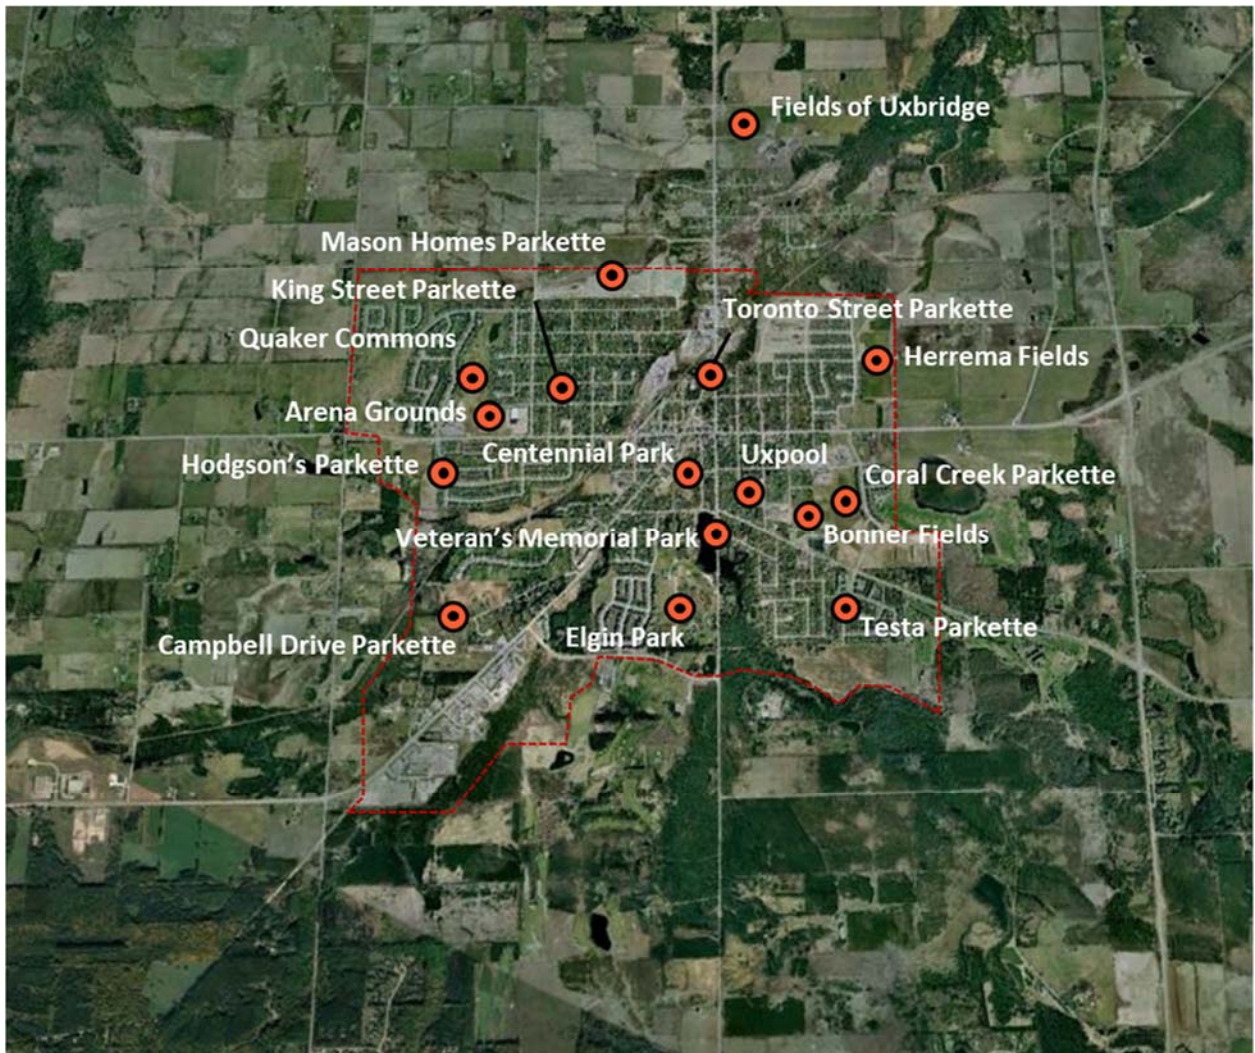 Fields of Uxbridge
Mason Homes Parkette
King Street Parkette
Toronto Street Parkette
Quaker Commons
Herrema Fields
Arena Grounds
Centennial Park
Uxpool
Hodgson's Parkette
Coral Creek Parkette
Veteran's Memorial Park
Bonner Fields
Testa Parkette
Elgin Park
Campbell Drive Parkette